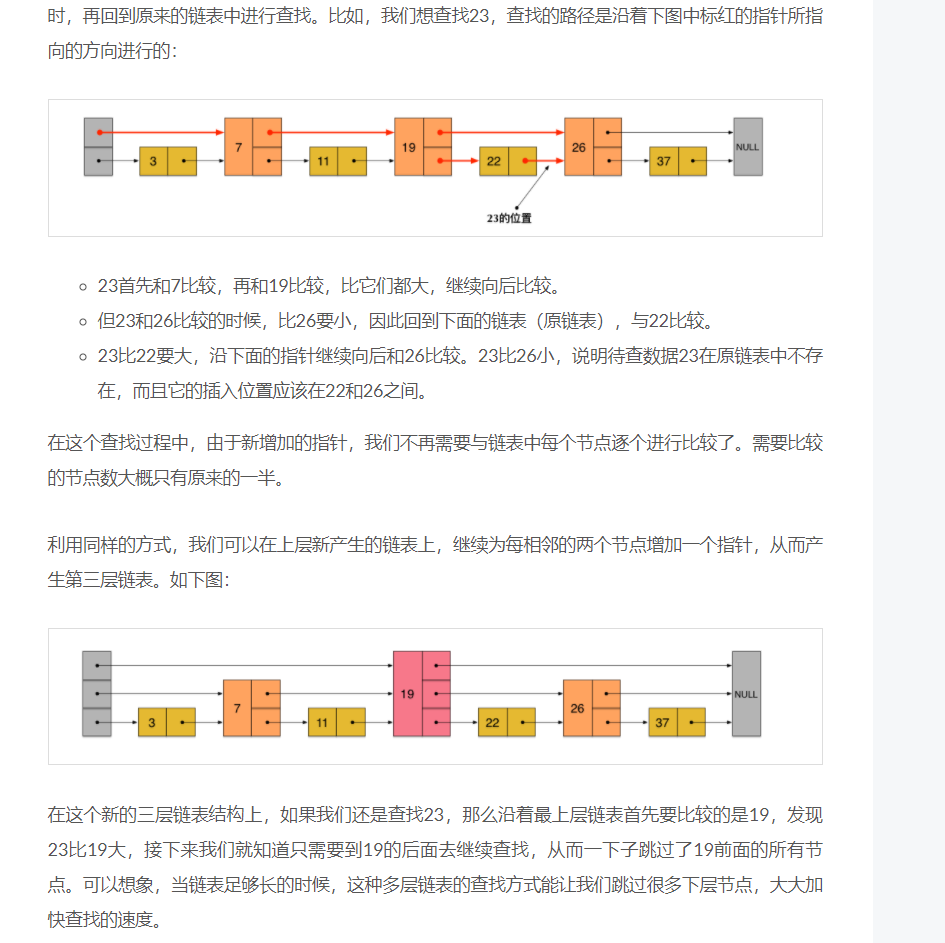 时，再回到原来的链表中进行查找。比如，我们想查找23，查找的路径是沿着下图中标红的指针所指
向的方向进行的：
7 19 26 NULL
3 11 22 37
23的位置
23首先和7比较，再和19比较，比它们都大，继续向后比较。
但23和26比较的时候，比26要小，因此回到下面的链表（原链表），与22比较。
23比22要大，沿下面的指针继续向后和26比较。23比26小，说明待查数据23在原链表中不存
在，而且它的插入位置应该在22和26之间。
在这个查找过程中，由于新增加的指针，我们不再需要与链表中每个节点逐个进行比较了。需要比较
的节点数大概只有原来的一半。
利用同样的方式，我们可以在上层新产生的链表上，继续为每相邻的两个节点增加一个指针，从而产
生第三层链表。如下图：
19 NULL
7 26
3 11 22 37
在这个新的三层链表结构上，如果我们还是查找23，那么沿着最上层链表首先要比较的是19，发现
23比19大，接下来我们就知道只需要到19的后面去继续查找，从而一下子跳过了19前面的所有节
点。可以想象，当链表足够长的时候，这种多层链表的查找方式能让我们跳过很多下层节点，大大加
快查找的速度。